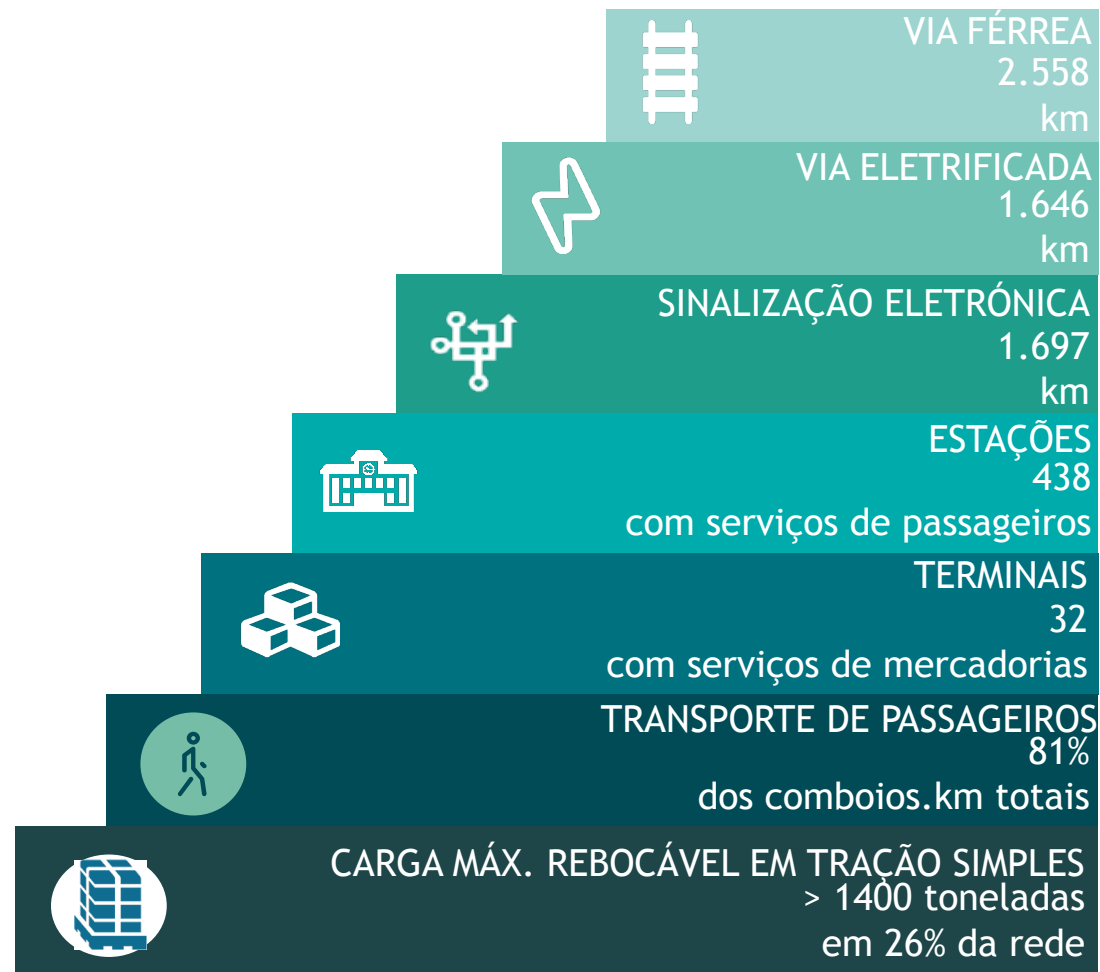 VIA FÉRREA
2.558
km
VIA ELETRIFICADA
1.646
km
SINALIZAÇÃO ELETRÓNICA
1.697
km
ESTAÇÕES
438
com serviços de passageiros
TERMINAIS
32
com serviços de mercadorias
TRANSPORTE DE PASSAGEIROS
81%
dos comboios.km totais
CARGA MÁX. REBOCÁVEL EM TRAÇÃO SIMPLES
> 1400 toneladas
em 26% da rede